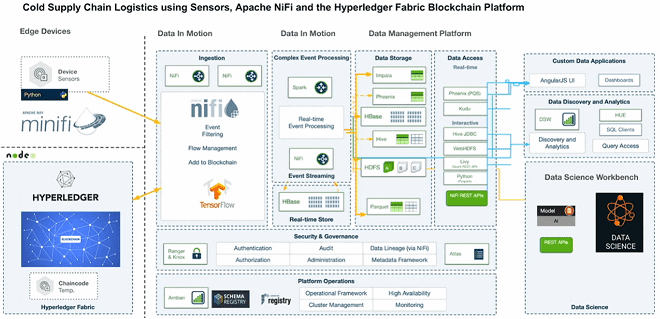 Cold Supply Chain Logistics using Sensors, Apache NiFi and the Hyperledger Fabric Blockchain Platform
Edge Devices
Device
Sensors
Python
APACHE NIFI
minifi
node
HYPERLEDGER
BLOCKCHAIN
Chaincode
Temp.
Hyperledger Fabric
Data In Motion
Ingestion
NiFi
NiFi
nifi
Event
Filtering
Flow Management
Add to Blockchain
TensorFlow
Data In Motion
Complex Event Processing
Spark
Real-time
Event Processing
NiFi
Event Streaming
HBase
Real-time Store
Data Management Platform
Data Storage
Impala
Phoenix
HBase
Hive
HDFS
Parquet
Data Access
Real-time
Phoenix (PQS)
Kudu
Interactive
Hive JDBC
WebHDFS
Livy
Spark REST API
Python
NiFi REST APIs
Security & Governance
Ranger
& Knox
Authentication
Audit
Data Lineage (via NiFi)
Authorization
Administration
Metadata Framework
Atlas
Platform Operations
Ambari
SCHEMA
REGISTRY
registry
Operational Framework
High Availability
Cluster Management
Monitoring
Custom Data Applications
AngularJS UI
Dashboards
Data Discovery and Analytics
DSW
Discovery and
Analytics
HUE
SQL Clients
Query Access
Data Science Workbench
Model
AI
REST APIs
DATA
SCIENCE
Data Science